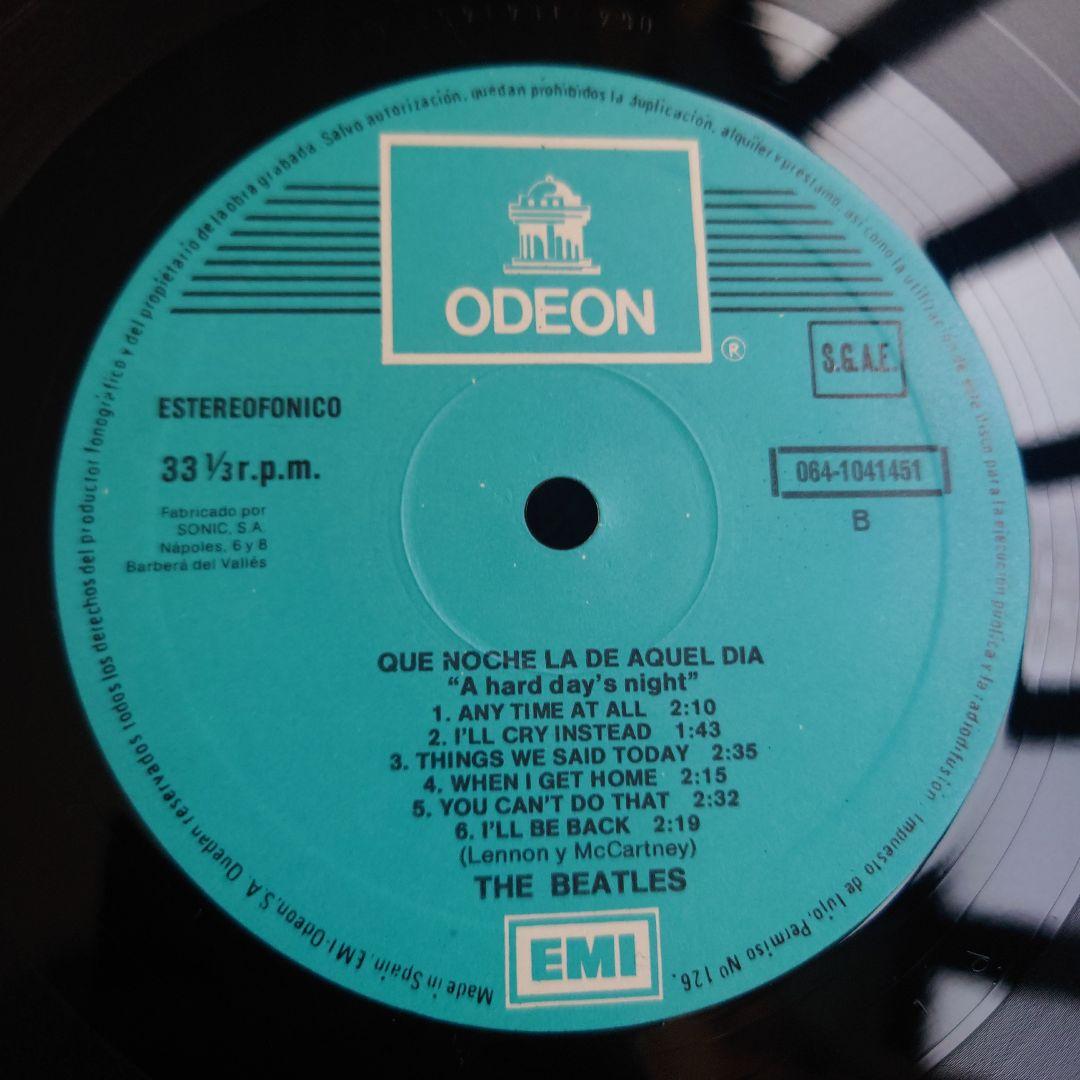 ODEON
®
S.G.A.E.
ESTEREOFONICO
33 ⅓ r.p.m.
064-1041451
B
Fabricado por
SONIC, S.A.
Nápoles, 6 y 8
Barberá del Vallés
QUE NOCHE LA DE AQUEL DIA
“A hard day's night”
1. ANY TIME AT ALL 2:10
2. I'LL CRY INSTEAD 1:43
3. THINGS WE SAID TODAY 2:35
4. WHEN I GET HOME 2:15
5. YOU CAN'T DO THAT 2:32
6. I'LL BE BACK 2:19
(Lennon y McCartney)
THE BEATLES
EMI
Made in Spain. EMI-Odeon, S.A. Quedan reservados todos los derechos del productor fonográfico y del propietario de la obra grabada. Salvo autorización, quedan prohibidos la duplicación, alquiler y préstamo, así como la utilización de este disco para la ejecución pública y la radiodifusión. Impuesto de lujo, Permiso Nº 126.